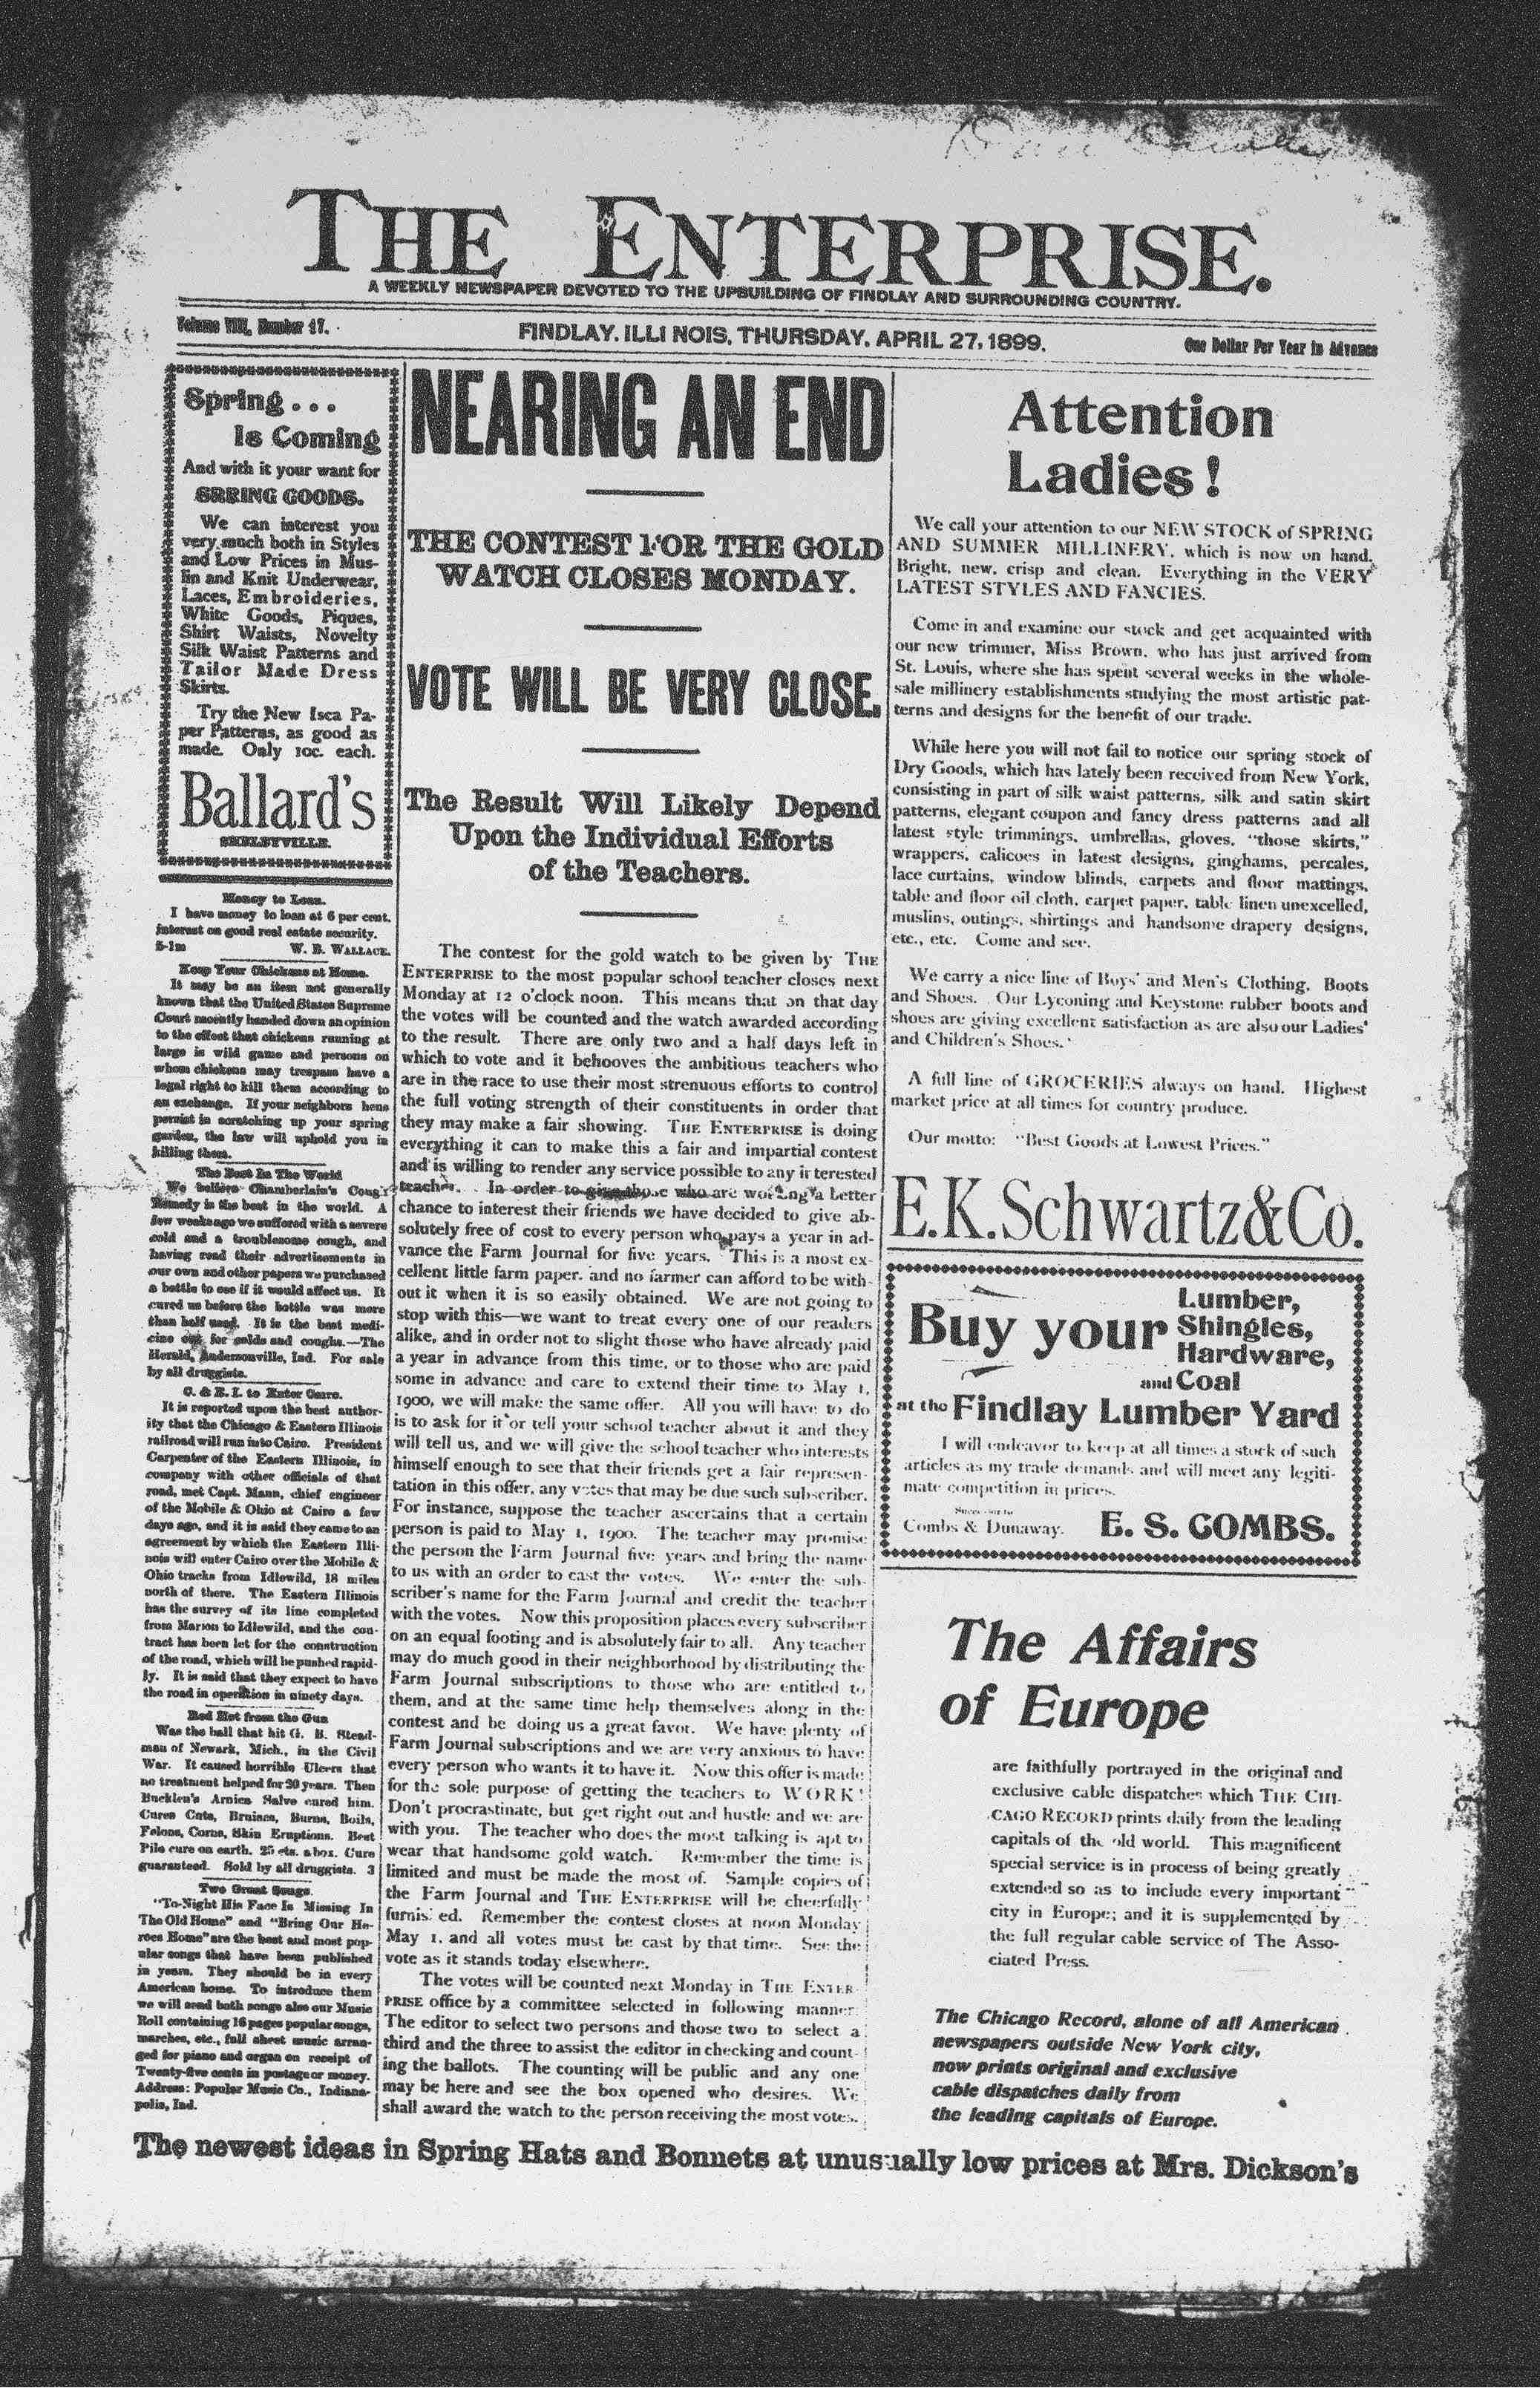 THE ENTERPRISE.
A WEEKLY NEWSPAPER DEVOTED TO THE UPBUILDING OF FINDLAY AND SURROUNDING COUNTRY.
Volume VIII, Number 47.
FINDLAY, ILLI NOIS, THURSDAY, APRIL 27, 1899.
One Dollar Per Year in Advance
Spring...
Is Coming
And with it your want for
SRRING GOODS.
We can interest you
very much both in Styles
and Low Prices in Mus-
lin and Knit Underwear,
Laces, Embroideries,
White Goods, Piques,
Shirt Waists, Novelty
Silk Waist Patterns and
Tailor Made Dress
Skirts.
Try the New Isca Pa-
per Patterns, as good as
made. Only 10c. each.
Ballard's
SHELBYVILLE.
Money to Loan.
I have money to loan at 6 per cent.
interest on good real estate security.
5-1m W. B. WALLACE.
Keep Your Chickens at Home.
It may be an item not generally
known that the United States Supreme
Court recently handed down an opinion
to the effect that chickens running at
large is wild game and persons on
whom chickens may trespass have a
legal right to kill them according to
an exchange. If your neighbors hens
persist in scratching up your spring
garden, the law will uphold you in
killing them.
The Best In The World
We believe Chamberlain's Coug
Remedy is the best in the world. A
few weeks ago we suffered with a severe
cold and a troublesome cough, and
having read their advertisements in
our own and other papers we purchased
a bottle to see if it would affect us. It
cured us before the bottle was more
than half used. It is the best medi-
cine out for colds and coughs.—The
Herald, Andersonville, Ind. For sale
by all druggists.
C. & E. I. to Enter Cairo.
It is reported upon the best author-
ity that the Chicago & Eastern Illinois
railroad will run into Cairo. President
Carpenter of the Eastern Illinois, in
company with other officials of that
road, met Capt. Mann, chief engineer
of the Mobile & Ohio at Cairo a few
days ago, and it is said they came to an
agreement by which the Eastern Illi-
nois will enter Cairo over the Mobile &
Ohio tracks from Idlewild, 18 miles
north of there. The Eastern Illinois
has the survey of its line completed
from Marion to Idlewild, and the con-
tract has been let for the construction
of the road, which will be pushed rapid-
ly. It is said that they expect to have
the road in operation in ninety days.
Red Hot from the Gun
Was the ball that hit G. B. Stead-
man of Newark, Mich., in the Civil
War. It caused horrible Ulcers that
no treatment helped for 20 years. Then
Bucklen's Arnica Salve cured him.
Cures Cuts, Bruises, Burns, Boils,
Felons, Corns, Skin Eruptions. Best
Pile cure on earth. 25 cts. a box. Cure
guaranteed. Sold by all druggists. 3
Two Great Songs.
"To-Night His Face Is Missing In
The Old Home" and "Bring Our He-
roes Home" are the best and most pop-
ular songs that have been published
in years. They should be in every
American home. To introduce them
we will send both songs also our Music
Roll containing 16 pages popular songs,
marches, etc., full sheet music arran-
ged for piano and organ on receipt of
Twenty-five cents in postage or money.
Address: Popular Music Co., Indiana-
polis, Ind.
NEARING AN END
THE CONTEST FOR THE GOLD
WATCH CLOSES MONDAY.
VOTE WILL BE VERY CLOSE.
The Result Will Likely Depend
Upon the Individual Efforts
of the Teachers.
The contest for the gold watch to be given by THE
ENTERPRISE to the most popular school teacher closes next
Monday at 12 o'clock noon. This means that on that day
the votes will be counted and the watch awarded according
to the result. There are only two and a half days left in
which to vote and it behooves the ambitious teachers who
are in the race to use their most strenuous efforts to control
the full voting strength of their constituents in order that
they may make a fair showing. THE ENTERPRISE is doing
everything it can to make this a fair and impartial contest
and is willing to render any service possible to any irterested
teacher. In order to give those who are working a better
chance to interest their friends we have decided to give ab-
solutely free of cost to every person who pays a year in ad-
vance the Farm Journal for five years. This is a most ex-
cellent little farm paper, and no farmer can afford to be with-
out it when it is so easily obtained. We are not going to
stop with this—we want to treat every one of our readers
alike, and in order not to slight those who have already paid
a year in advance from this time, or to those who are paid
some in advance and care to extend their time to May 1,
1900, we will make the same offer. All you will have to do
is to ask for it or tell your school teacher about it and they
will tell us, and we will give the school teacher who interests
himself enough to see that their friends get a fair represen-
tation in this offer, any votes that may be due such subscriber.
For instance, suppose the teacher ascertains that a certain
person is paid to May 1, 1900. The teacher may promise
the person the Farm Journal five years and bring the name
to us with an order to cast the votes. We enter the sub-
scriber's name for the Farm Journal and credit the teacher
with the votes. Now this proposition places every subscriber
on an equal footing and is absolutely fair to all. Any teacher
may do much good in their neighborhood by distributing the
Farm Journal subscriptions to those who are entitled to
them, and at the same time help themselves along in the
contest and be doing us a great favor. We have plenty of
Farm Journal subscriptions and we are very anxious to have
every person who wants it to have it. Now this offer is made
for the sole purpose of getting the teachers to WORK!
Don't procrastinate, but get right out and hustle and we are
with you. The teacher who does the most talking is apt to
wear that handsome gold watch. Remember the time is
limited and must be made the most of. Sample copies of
the Farm Journal and THE ENTERPRISE will be cheerfully
furnis ed. Remember the contest closes at noon Monday
May 1, and all votes must be cast by that time. See the
vote as it stands today elsewhere.
The votes will be counted next Monday in THE ENTER
PRISE office by a committee selected in following manner:
The editor to select two persons and those two to select a
third and the three to assist the editor in checking and count-
ing the ballots. The counting will be public and any one
may be here and see the box opened who desires. We
shall award the watch to the person receiving the most votes.
Attention
Ladies!
We call your attention to our NEW STOCK of SPRING
AND SUMMER MILLINERY, which is now on hand.
Bright, new, crisp and clean. Everything in the VERY
LATEST STYLES AND FANCIES.
Come in and examine our stock and get acquainted with
our new trimmer, Miss Brown, who has just arrived from
St. Louis, where she has spent several weeks in the whole-
sale millinery establishments studying the most artistic pat-
terns and designs for the benefit of our trade.
While here you will not fail to notice our spring stock of
Dry Goods, which has lately been received from New York,
consisting in part of silk waist patterns, silk and satin skirt
patterns, elegant coupon and fancy dress patterns and all
latest style trimmings, umbrellas, gloves, "those skirts,"
wrappers, calicoes in latest designs, ginghams, percales,
lace curtains, window blinds, carpets and floor mattings,
table and floor oil cloth, carpet paper, table linen unexcelled,
muslins, outings, shirtings and handsome drapery designs,
etc., etc. Come and see.
We carry a nice line of Boys' and Men's Clothing, Boots
and Shoes. Our Lyconing and Keystone rubber boots and
shoes are giving excellent satisfaction as are also our Ladies'
and Children's Shoes.
A full line of GROCERIES always on hand. Highest
market price at all times for country produce.
Our motto: "Best Goods at Lowest Prices."
E.K.Schwartz&Co.
Buy your
Lumber,
Shingles,
Hardware,
and Coal
at the Findlay Lumber Yard
I will endeavor to keep at all times a stock of such
articles as my trade demands and will meet any legiti-
mate competition in prices.
Successor to
Combs & Dunaway. E. S. COMBS.
The Affairs
of Europe
are faithfully portrayed in the original and
exclusive cable dispatches which THE CHI-
CAGO RECORD prints daily from the leading
capitals of the old world. This magnificent
special service is in process of being greatly
extended so as to include every important
city in Europe; and it is supplemented by
the full regular cable service of The Asso-
ciated Press.
The Chicago Record, alone of all American
newspapers outside New York city,
now prints original and exclusive
cable dispatches daily from
the leading capitals of Europe.
The newest ideas in Spring Hats and Bonnets at unusually low prices at Mrs. Dickson's